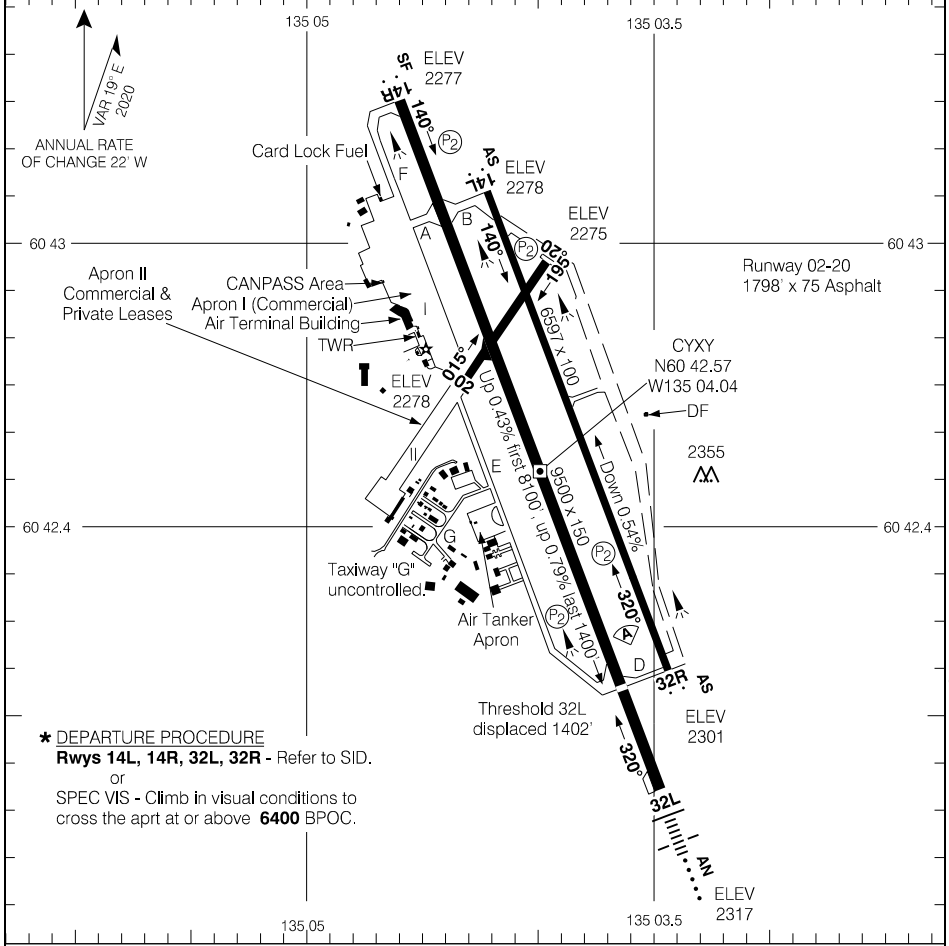 135 05
135 03.5
VAR 19° E
2020
ANNUAL RATE
OF CHANGE 22' W
SF
ELEV
2277
14R
140°
P2
Card Lock Fuel
F
AS
ELEV
2278
14L
B
A
140°
P2
ELEV
2275
020
195°
60 43
60 43
Runway 02-20
1798' x 75 Asphalt
Apron II
Commercial &
Private Leases
CANPASS Area
Apron I (Commercial)
Air Terminal Building
TWR
I
015°
002
ELEV
2278
6597 x 100
CYXY
N60 42.57
W135 04.04
DF
2355
Up 0.43% first 8100', up 0.79% last 1400'
9500 x 150
Down 0.54%
II
E
60 42.4
60 42.4
G
Taxiway "G"
uncontrolled.
Air Tanker
Apron
P2
P2
320°
A
D
32R
AS
ELEV
2301
Threshold 32L
displaced 1402'
320°
32L
AN
ELEV
2317
* DEPARTURE PROCEDURE
Rwys 14L, 14R, 32L, 32R - Refer to SID.
or
SPEC VIS - Climb in visual conditions to
cross the aprt at or above 6400 BPOC.
135 05
135 03.5